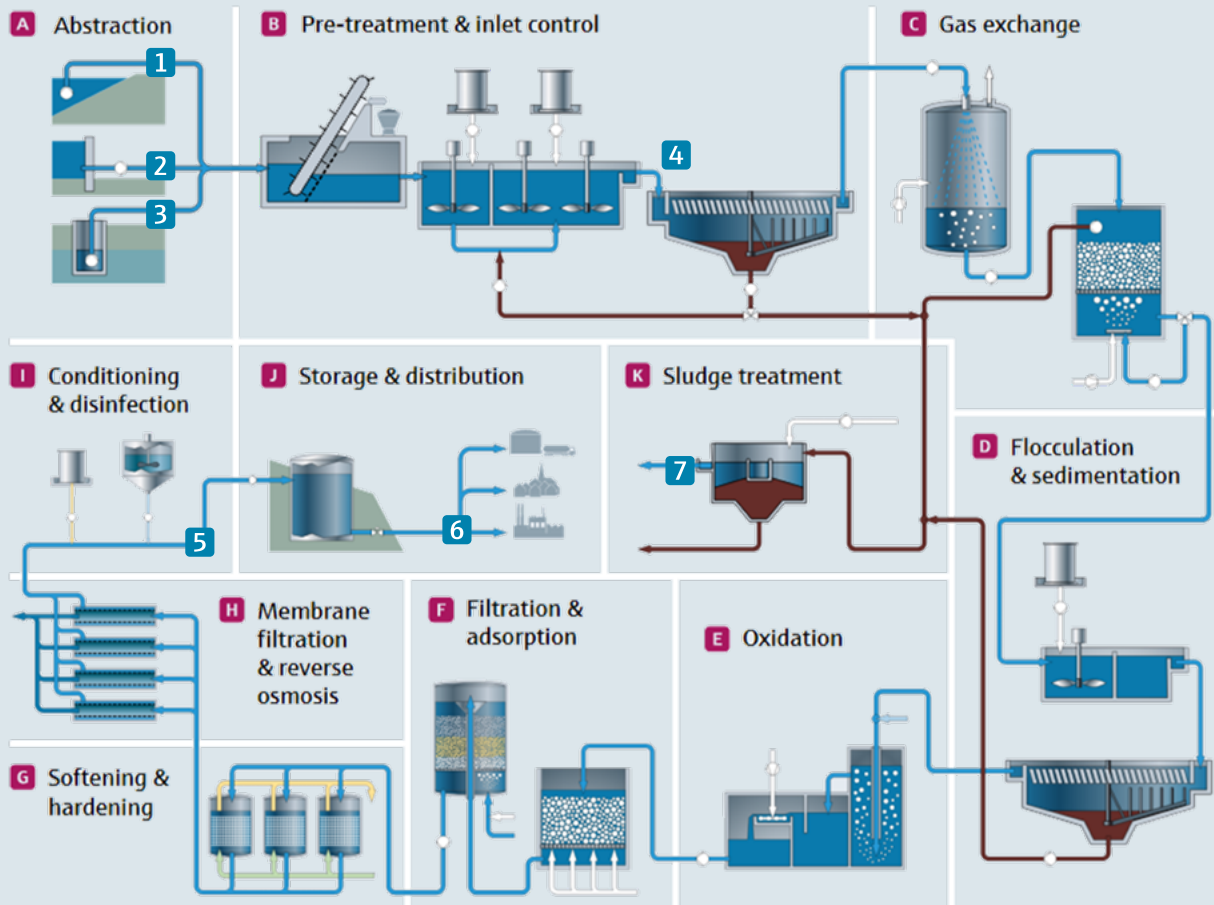 A Abstraction
B Pre-treatment & inlet control
C Gas exchange
1
2
3
4
I Conditioning
& disinfection
J Storage & distribution
K Sludge treatment
D Flocculation
& sedimentation
7
6
5
H Membrane
filtration
& reverse
osmosis
F Filtration &
adsorption
E Oxidation
G Softening &
hardening